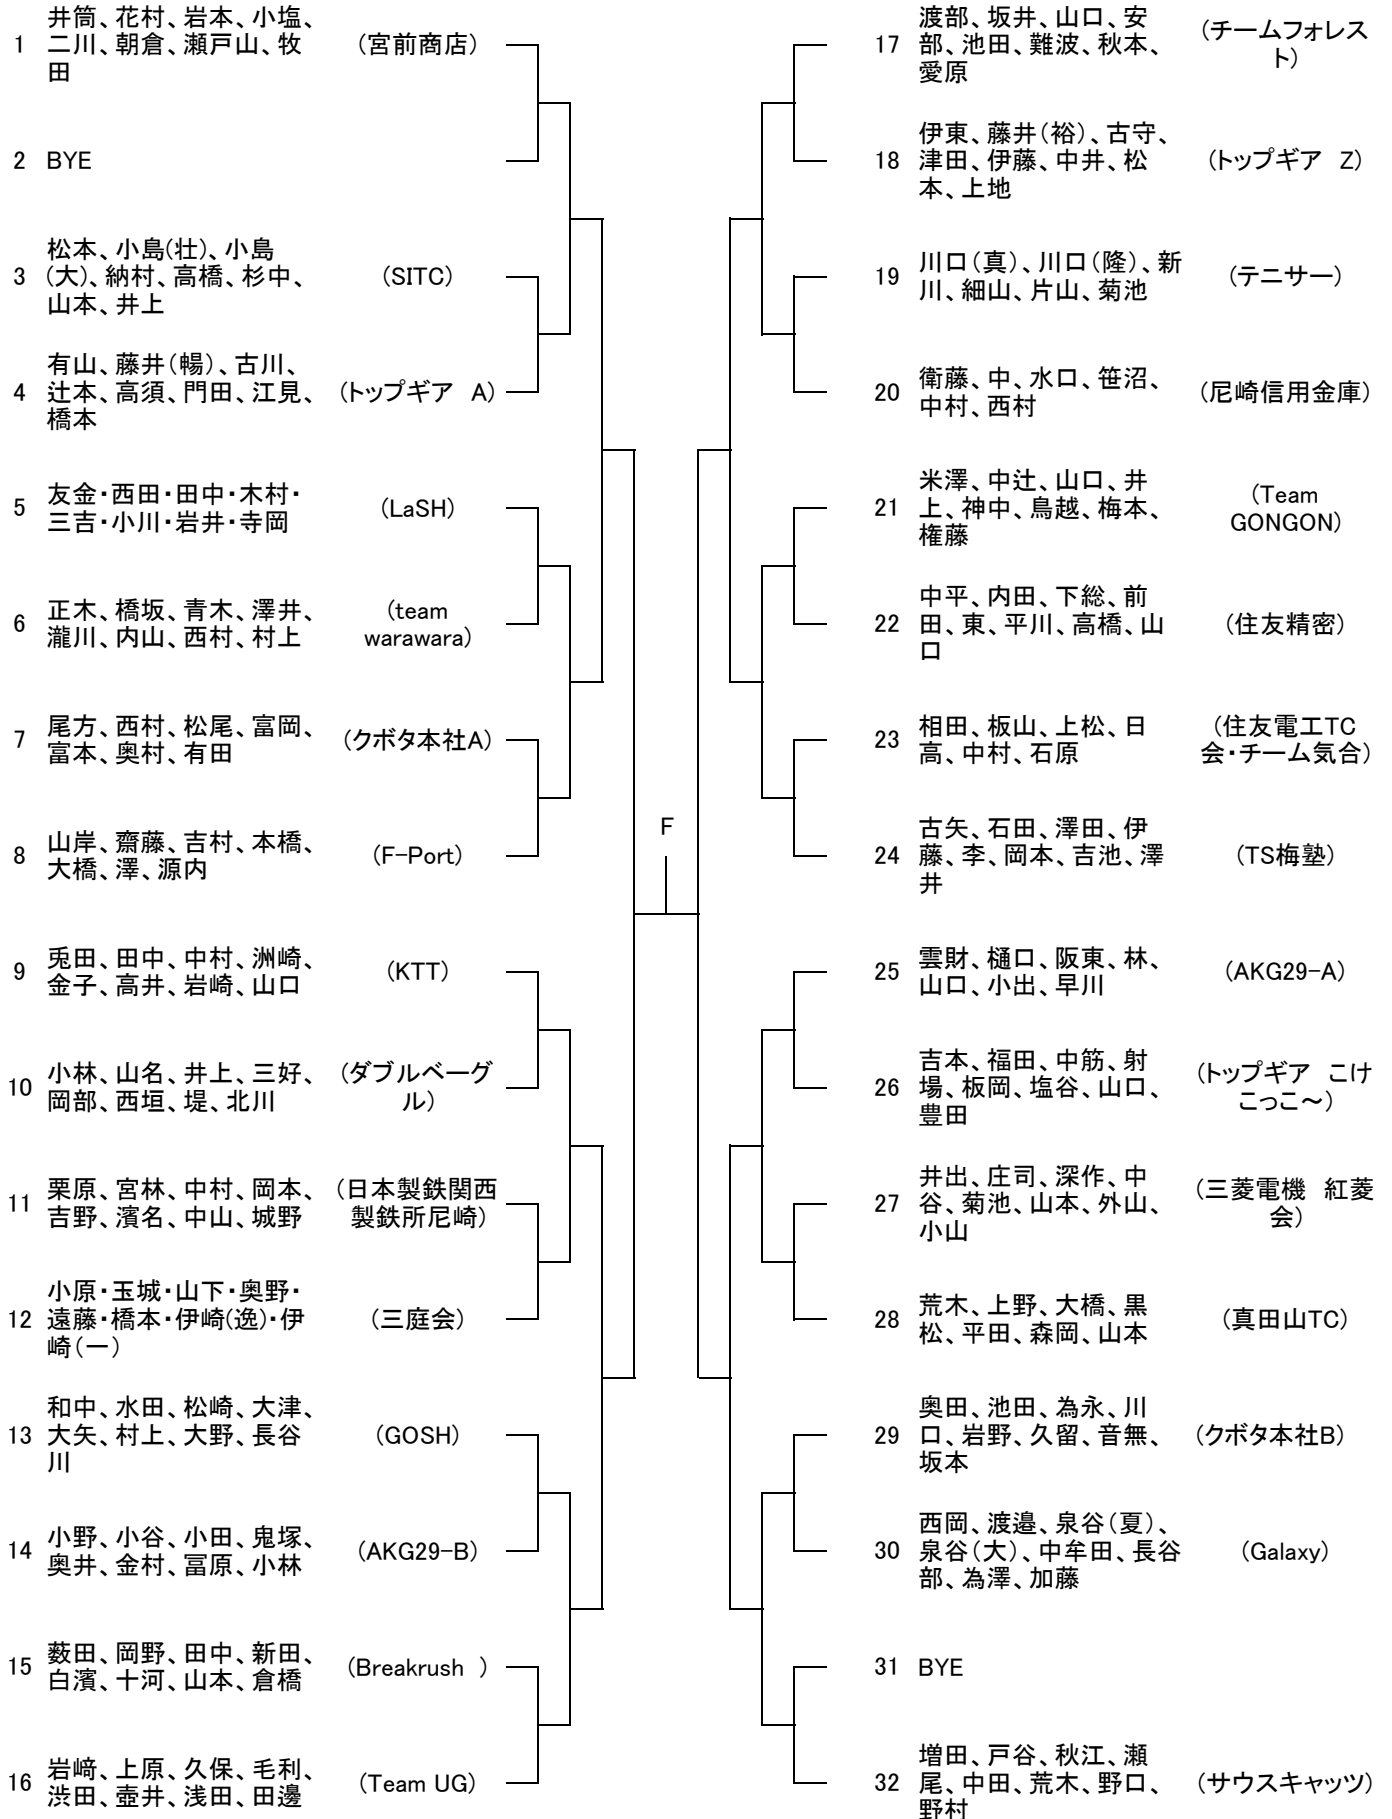 1
井筒、花村、岩本、小塩、
二川、朝倉、瀬戸山、牧
田
(宮前商店)
2 BYE
3
松本、小島(壮)、小島
(大)、納村、高橋、杉中、
山本、井上
(SITC)
4
有山、藤井(暢)、古川、
辻本、高須、門田、江見、
橋本
(トップギア A)
5
友金・西田・田中・木村・
三吉・小川・岩井・寺岡
(LaSH)
6
正木、橋坂、青木、澤井、
瀧川、内山、西村、村上
(team
warawara)
7
尾方、西村、松尾、富岡、
富本、奥村、有田
(クボタ本社A)
8
山岸、齋藤、吉村、本橋、
大橋、澤、源内
(F-Port)
9
兎田、田中、中村、洲崎、
金子、高井、岩崎、山口
(KTT)
10
小林、山名、井上、三好、
岡部、西垣、堤、北川
(ダブルベーグ
ル)
11
栗原、宮林、中村、岡本、
吉野、濱名、中山、城野
(日本製鉄関西
製鉄所尼崎)
12
小原・玉城・山下・奥野・
遠藤・橋本・伊崎(逸)・伊
崎(一)
(三庭会)
13
和中、水田、松崎、大津、
大矢、村上、大野、長谷
川
(GOSH)
14
小野、小谷、小田、鬼塚、
奥井、金村、冨原、小林
(AKG29-B)
15
薮田、岡野、田中、新田、
白濱、十河、山本、倉橋
(Breakrush )
16
岩﨑、上原、久保、毛利、
渋田、壷井、浅田、田邊
(Team UG)
F
17
渡部、坂井、山口、安
部、池田、難波、秋本、
愛原
(チームフォレス
ト)
18
伊東、藤井(裕)、古守、
津田、伊藤、中井、松
本、上地
(トップギア Z)
19
川口(真)、川口(隆)、新
川、細山、片山、菊池
(テニサー)
20
衛藤、中、水口、笹沼、
中村、西村
(尼崎信用金庫)
21
米澤、中辻、山口、井
上、神中、鳥越、梅本、
権藤
(Team
GONGON)
22
中平、内田、下総、前
田、東、平川、高橋、山
口
(住友精密)
23
相田、板山、上松、日
高、中村、石原
(住友電工TC
会・チーム気合)
24
古矢、石田、澤田、伊
藤、李、岡本、吉池、澤
井
(TS梅塾)
25
雲財、樋口、阪東、林、
山口、小出、早川
(AKG29-A)
26
吉本、福田、中筋、射
場、板岡、塩谷、山口、
豊田
(トップギア こけ
こっこ～)
27
井出、庄司、深作、中
谷、菊池、山本、外山、
小山
(三菱電機 紅菱
会)
28
荒木、上野、大橋、黒
松、平田、森岡、山本
(真田山TC)
29
奥田、池田、為永、川
口、岩野、久留、音無、
坂本
(クボタ本社B)
30
西岡、渡邉、泉谷(夏)、
泉谷(大)、中牟田、長谷
部、為澤、加藤
(Galaxy)
31 BYE
32
増田、戸谷、秋江、瀬
尾、中田、荒木、野口、
野村
(サウスキャッツ)